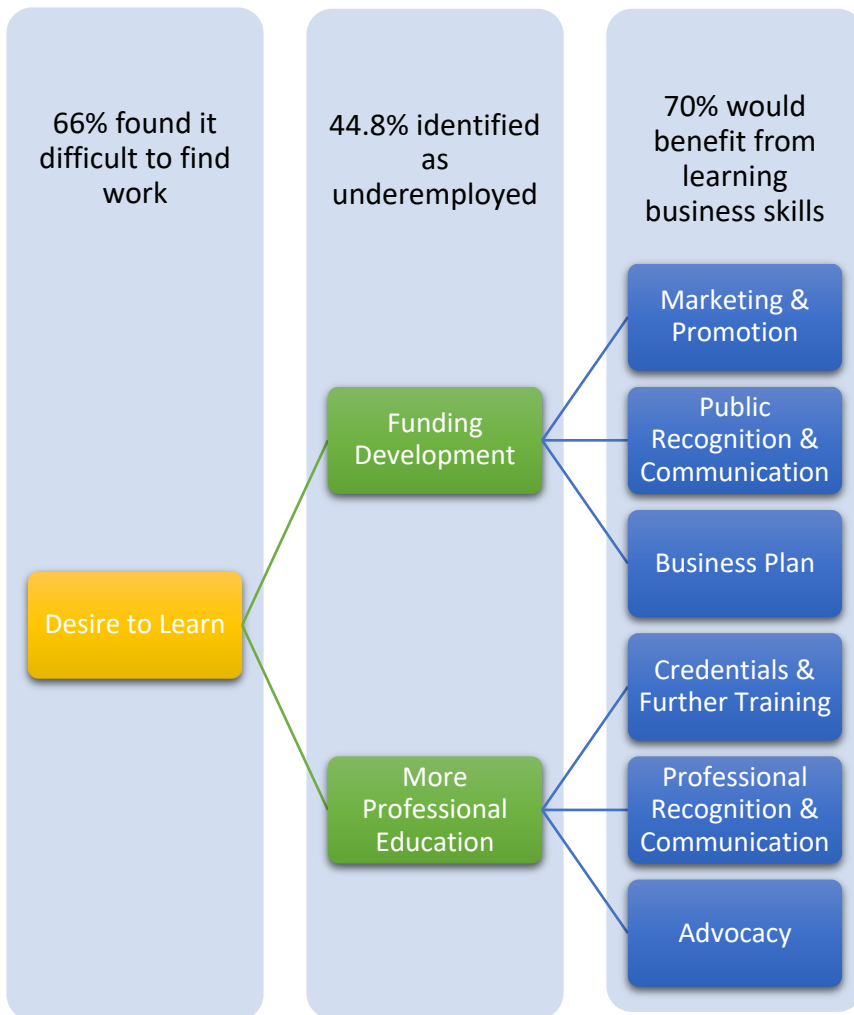 66% found it
difficult to find
work
44.8% identified
as
underemployed
70% would
benefit from
learning
business skills
Desire to Learn
Funding
Development
More
Professional
Education
Marketing &
Promotion
Public
Recognition &
Communication
Business Plan
Credentials &
Further Training
Professional
Recognition &
Communication
Advocacy